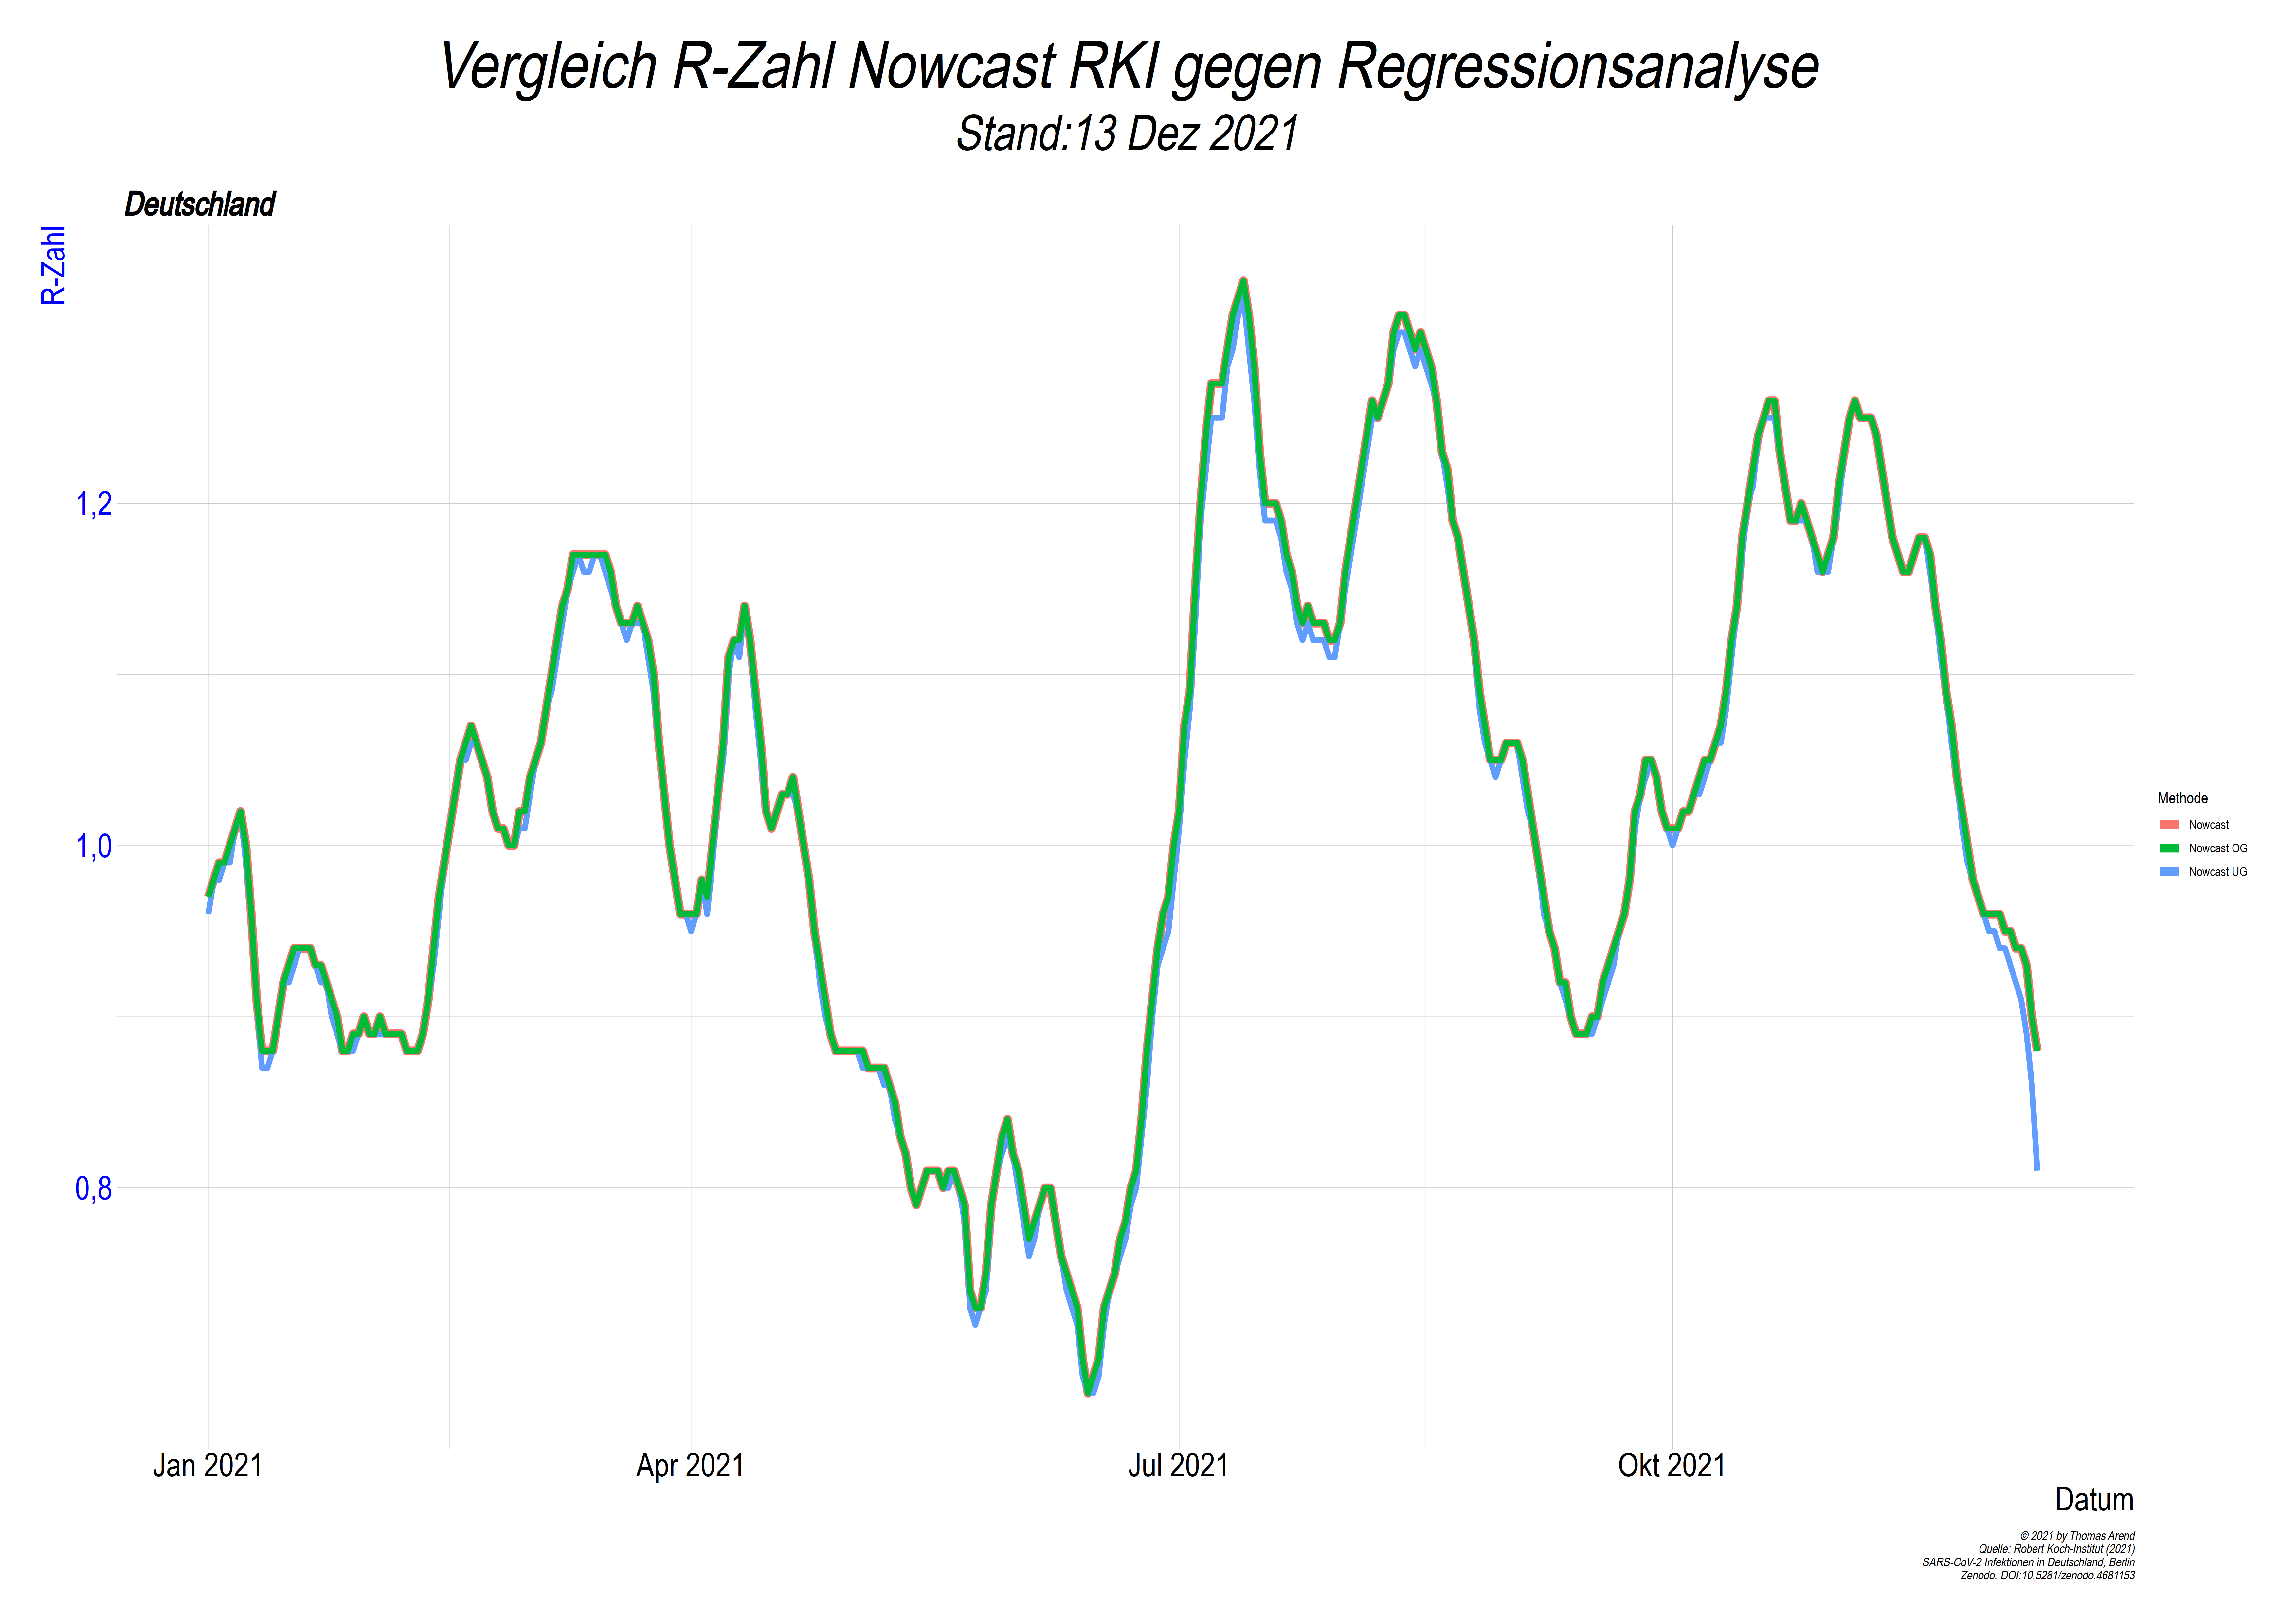 Vergleich R-Zahl Nowcast RKI gegen Regressionsanalyse
Stand:13 Dez 2021
Deutschland
R-Zahl
1,2
1,0
0,8
Jan 2021
Apr 2021
Jul 2021
Okt 2021
Datum
Methode
Nowcast
Nowcast OG
Nowcast UG
© 2021 by Thomas Arend
Quelle: Robert Koch-Institut (2021)
SARS-CoV-2 Infektionen in Deutschland, Berlin
Zenodo. DOI:10.5281/zenodo.4681153